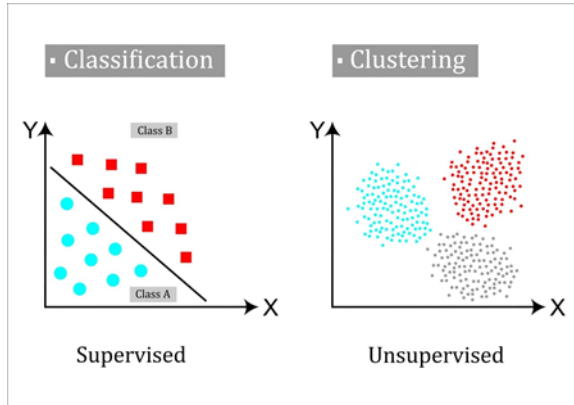 ▪ Classification
Y
Class B
Class A
X
Supervised
▪ Clustering
Y
X
Unsupervised